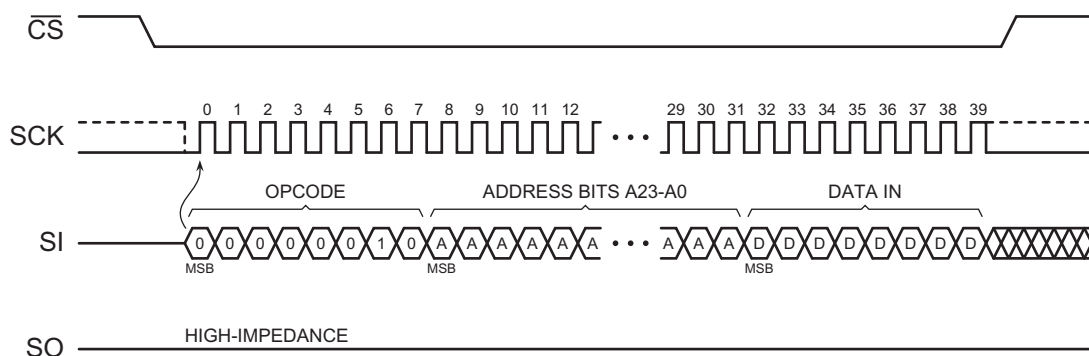 CS
SCK
0 1 2 3 4 5 6 7 8 9 10 11 12 29 30 31 32 33 34 35 36 37 38 39
OPCODE ADDRESS BITS A23-A0 DATA IN
SI
0 0 0 0 0 0 1 0 A A A A A A A A A D D D D D D D D
MSB MSB MSB
HIGH-IMPEDANCE
SO